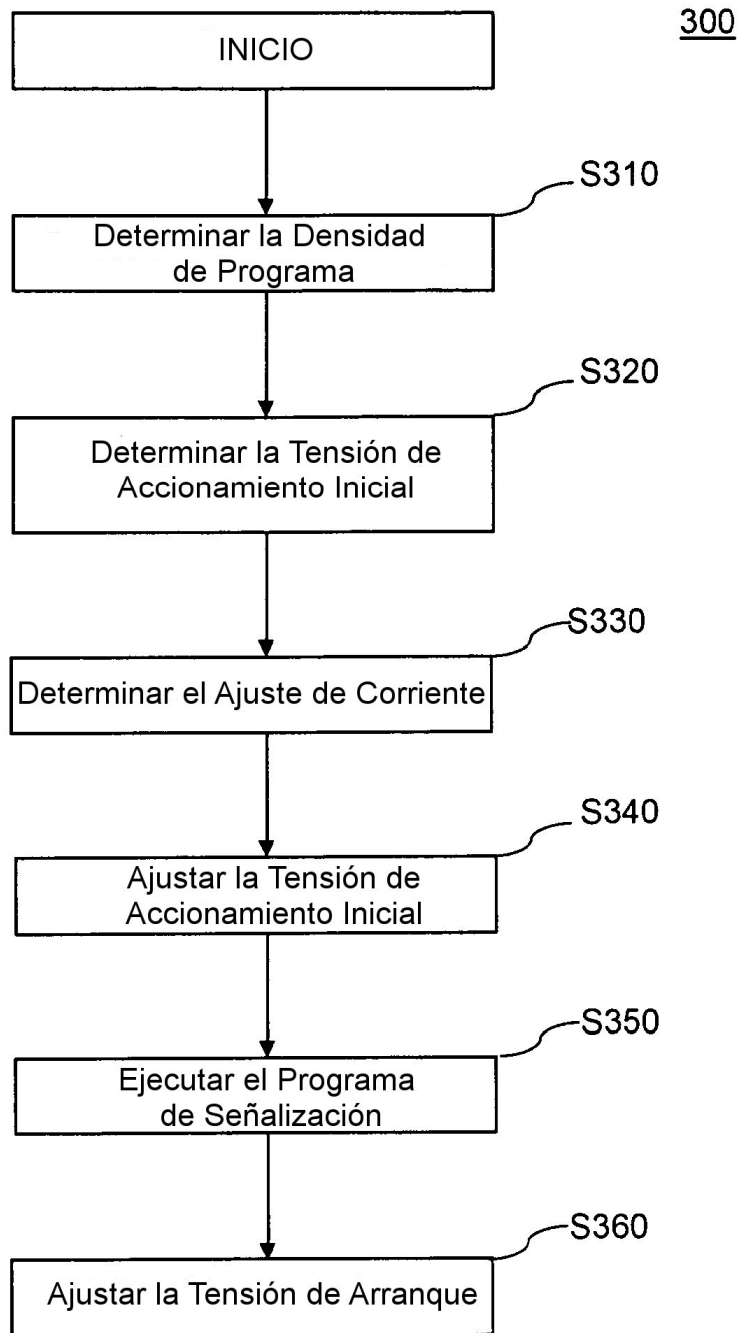 300
INICIO
S310
Determinar la Densidad
de Programa
S320
Determinar la Tensión de
Accionamiento Inicial
S330
Determinar el Ajuste de Corriente
S340
Ajustar la Tensión de
Accionamiento Inicial
S350
Ejecutar el Programa
de Señalización
S360
Ajustar la Tensión de Arranque